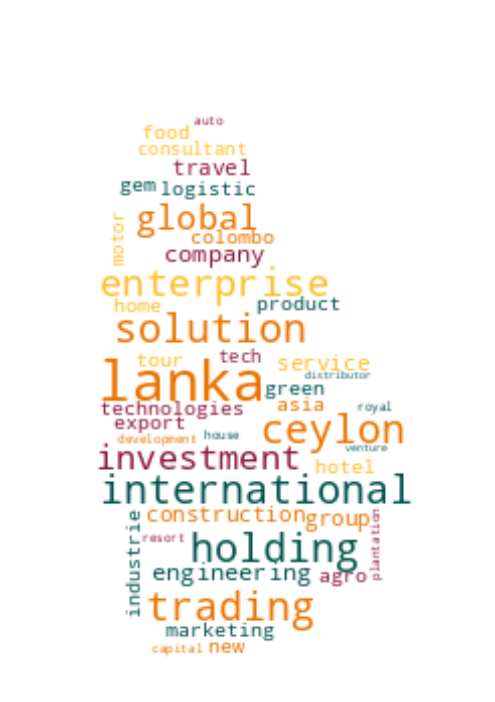 auto
food
consultant
travel
gem logistic
motor
global
colombo
company
enterprise
home product
solution
tour tech service
distributor
lanka green
technologies asia royal
export
ceylon
development house
venture
investment hotel
international
construction group
industrie
resort holding plantation
engineering agro
trading
marketing
capital new